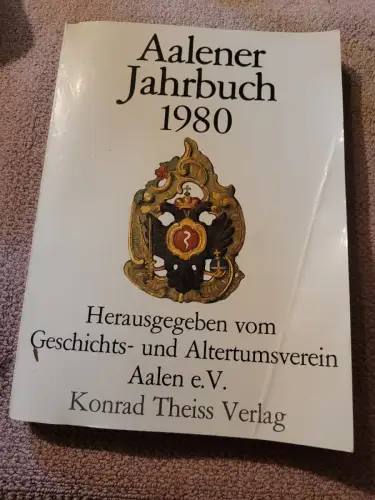 Aalener
Jahrbuch
1980
Herausgegeben vom
Geschichts- und Altertumsverein
Aalen e.V.
Konrad Theiss Verlag